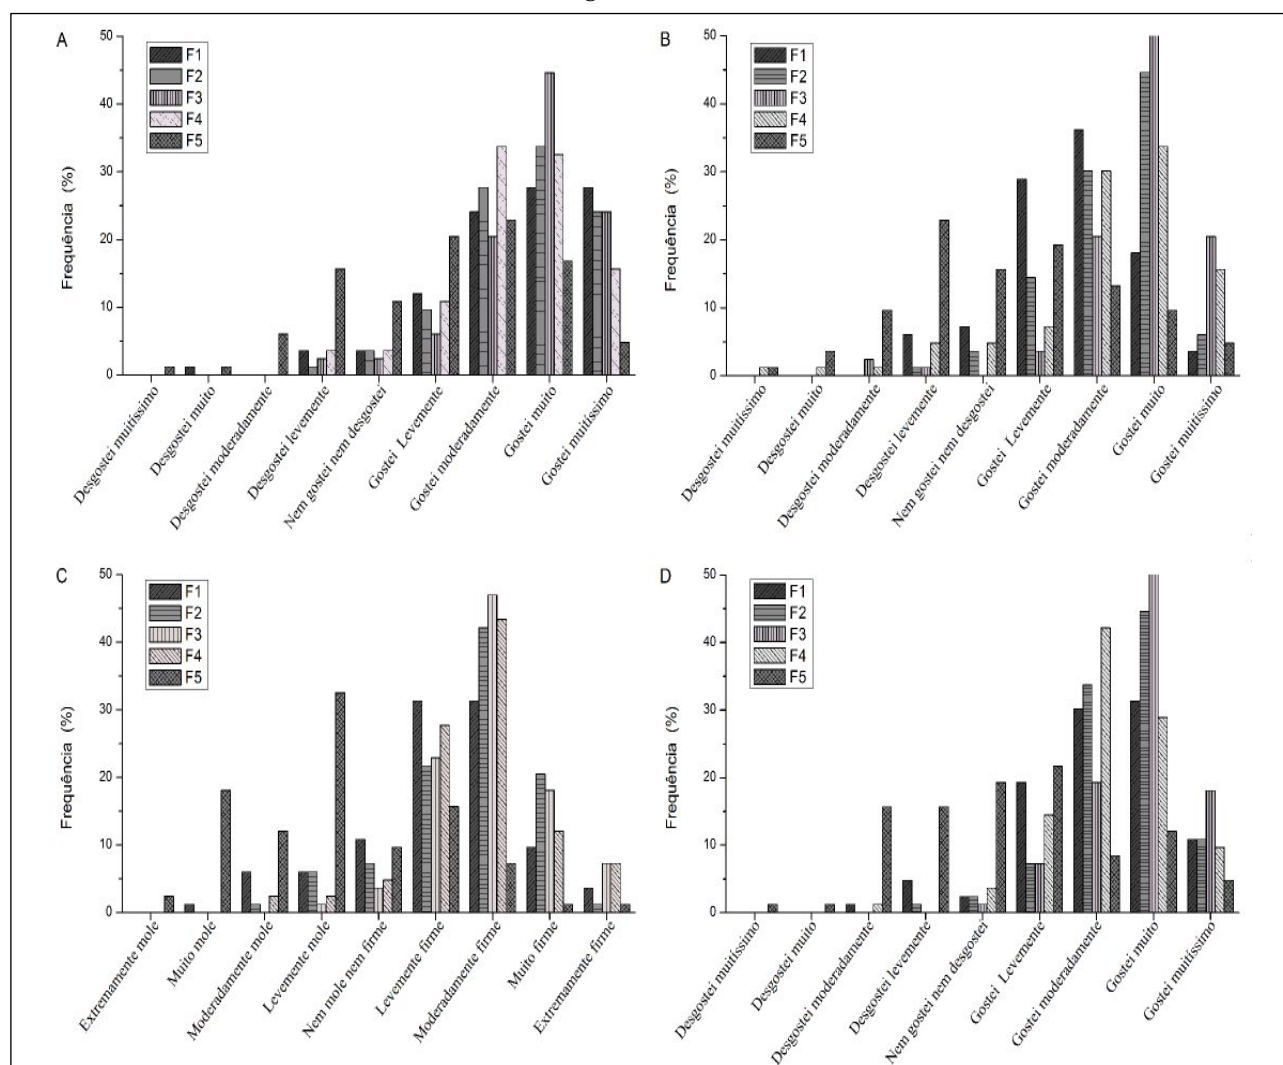 A
50
40
30
20
10
0
Frequência (%)
F1
F2
F3
F4
F5
Desgostei muitíssimo
Desgostei muito
Desgostei moderadamente
Desgostei levemente
Nem gostei nem desgostei
Gostei Levemente
Gostei moderadamente
Gostei muito
Gostei muitíssimo
B
50
40
30
20
10
0
Frequência (%)
F1
F2
F3
F4
F5
Desgostei muitíssimo
Desgostei muito
Desgostei moderadamente
Desgostei levemente
Nem gostei nem desgostei
Gostei Levemente
Gostei moderadamente
Gostei muito
Gostei muitíssimo
C
50
40
30
20
10
0
Frequência (%)
F1
F2
F3
F4
F5
Extremamente mole
Muito mole
Moderadamente mole
Levemente mole
Nem mole nem firme
Levemente firme
Moderadamente firme
Muito firme
Extremamente firme
D
50
40
30
20
10
0
Frequência (%)
F1
F2
F3
F4
F5
Desgostei muitíssimo
Desgostei muito
Desgostei moderadamente
Desgostei levemente
Nem gostei nem desgostei
Gostei Levemente
Gostei moderadamente
Gostei muito
Gostei muitíssimo